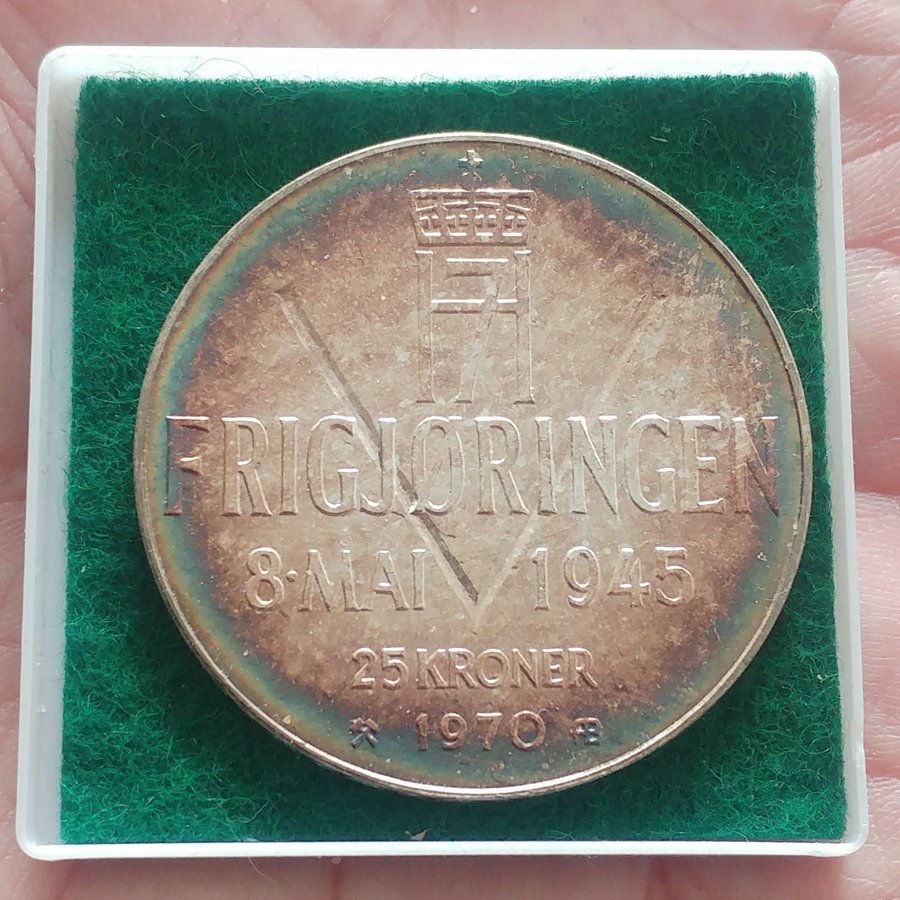 FRIGJØRINGEN
8·MAI 1945
25 KRONER
1970